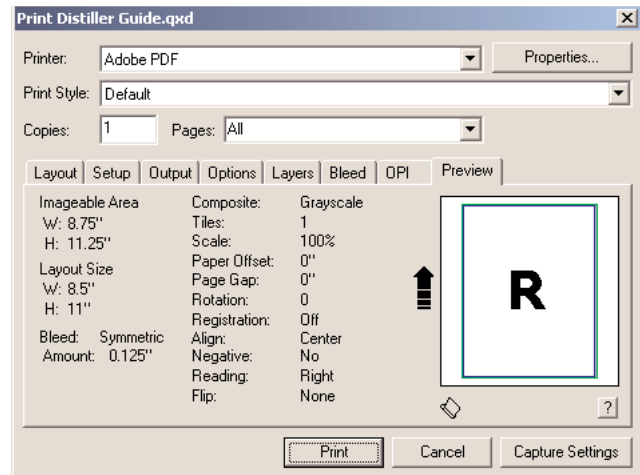 Print Distiller Guide.qxd
Printer: Adobe PDF Properties...
Print Style: Default
Copies: 1 Pages: All
Layout Setup Output Options Layers Bleed OPI Preview
Imageable Area
W: 8.75"
H: 11.25"
Layout Size
W: 8.5"
H: 11"
Bleed: Symmetric
Amount: 0.125"
Composite: Grayscale
Tiles: 1
Scale: 100%
Paper Offset: 0"
Page Gap: 0"
Rotation: 0
Registration: Off
Align: Center
Negative: No
Reading: Right
Flip: None
R
?
Print Cancel Capture Settings